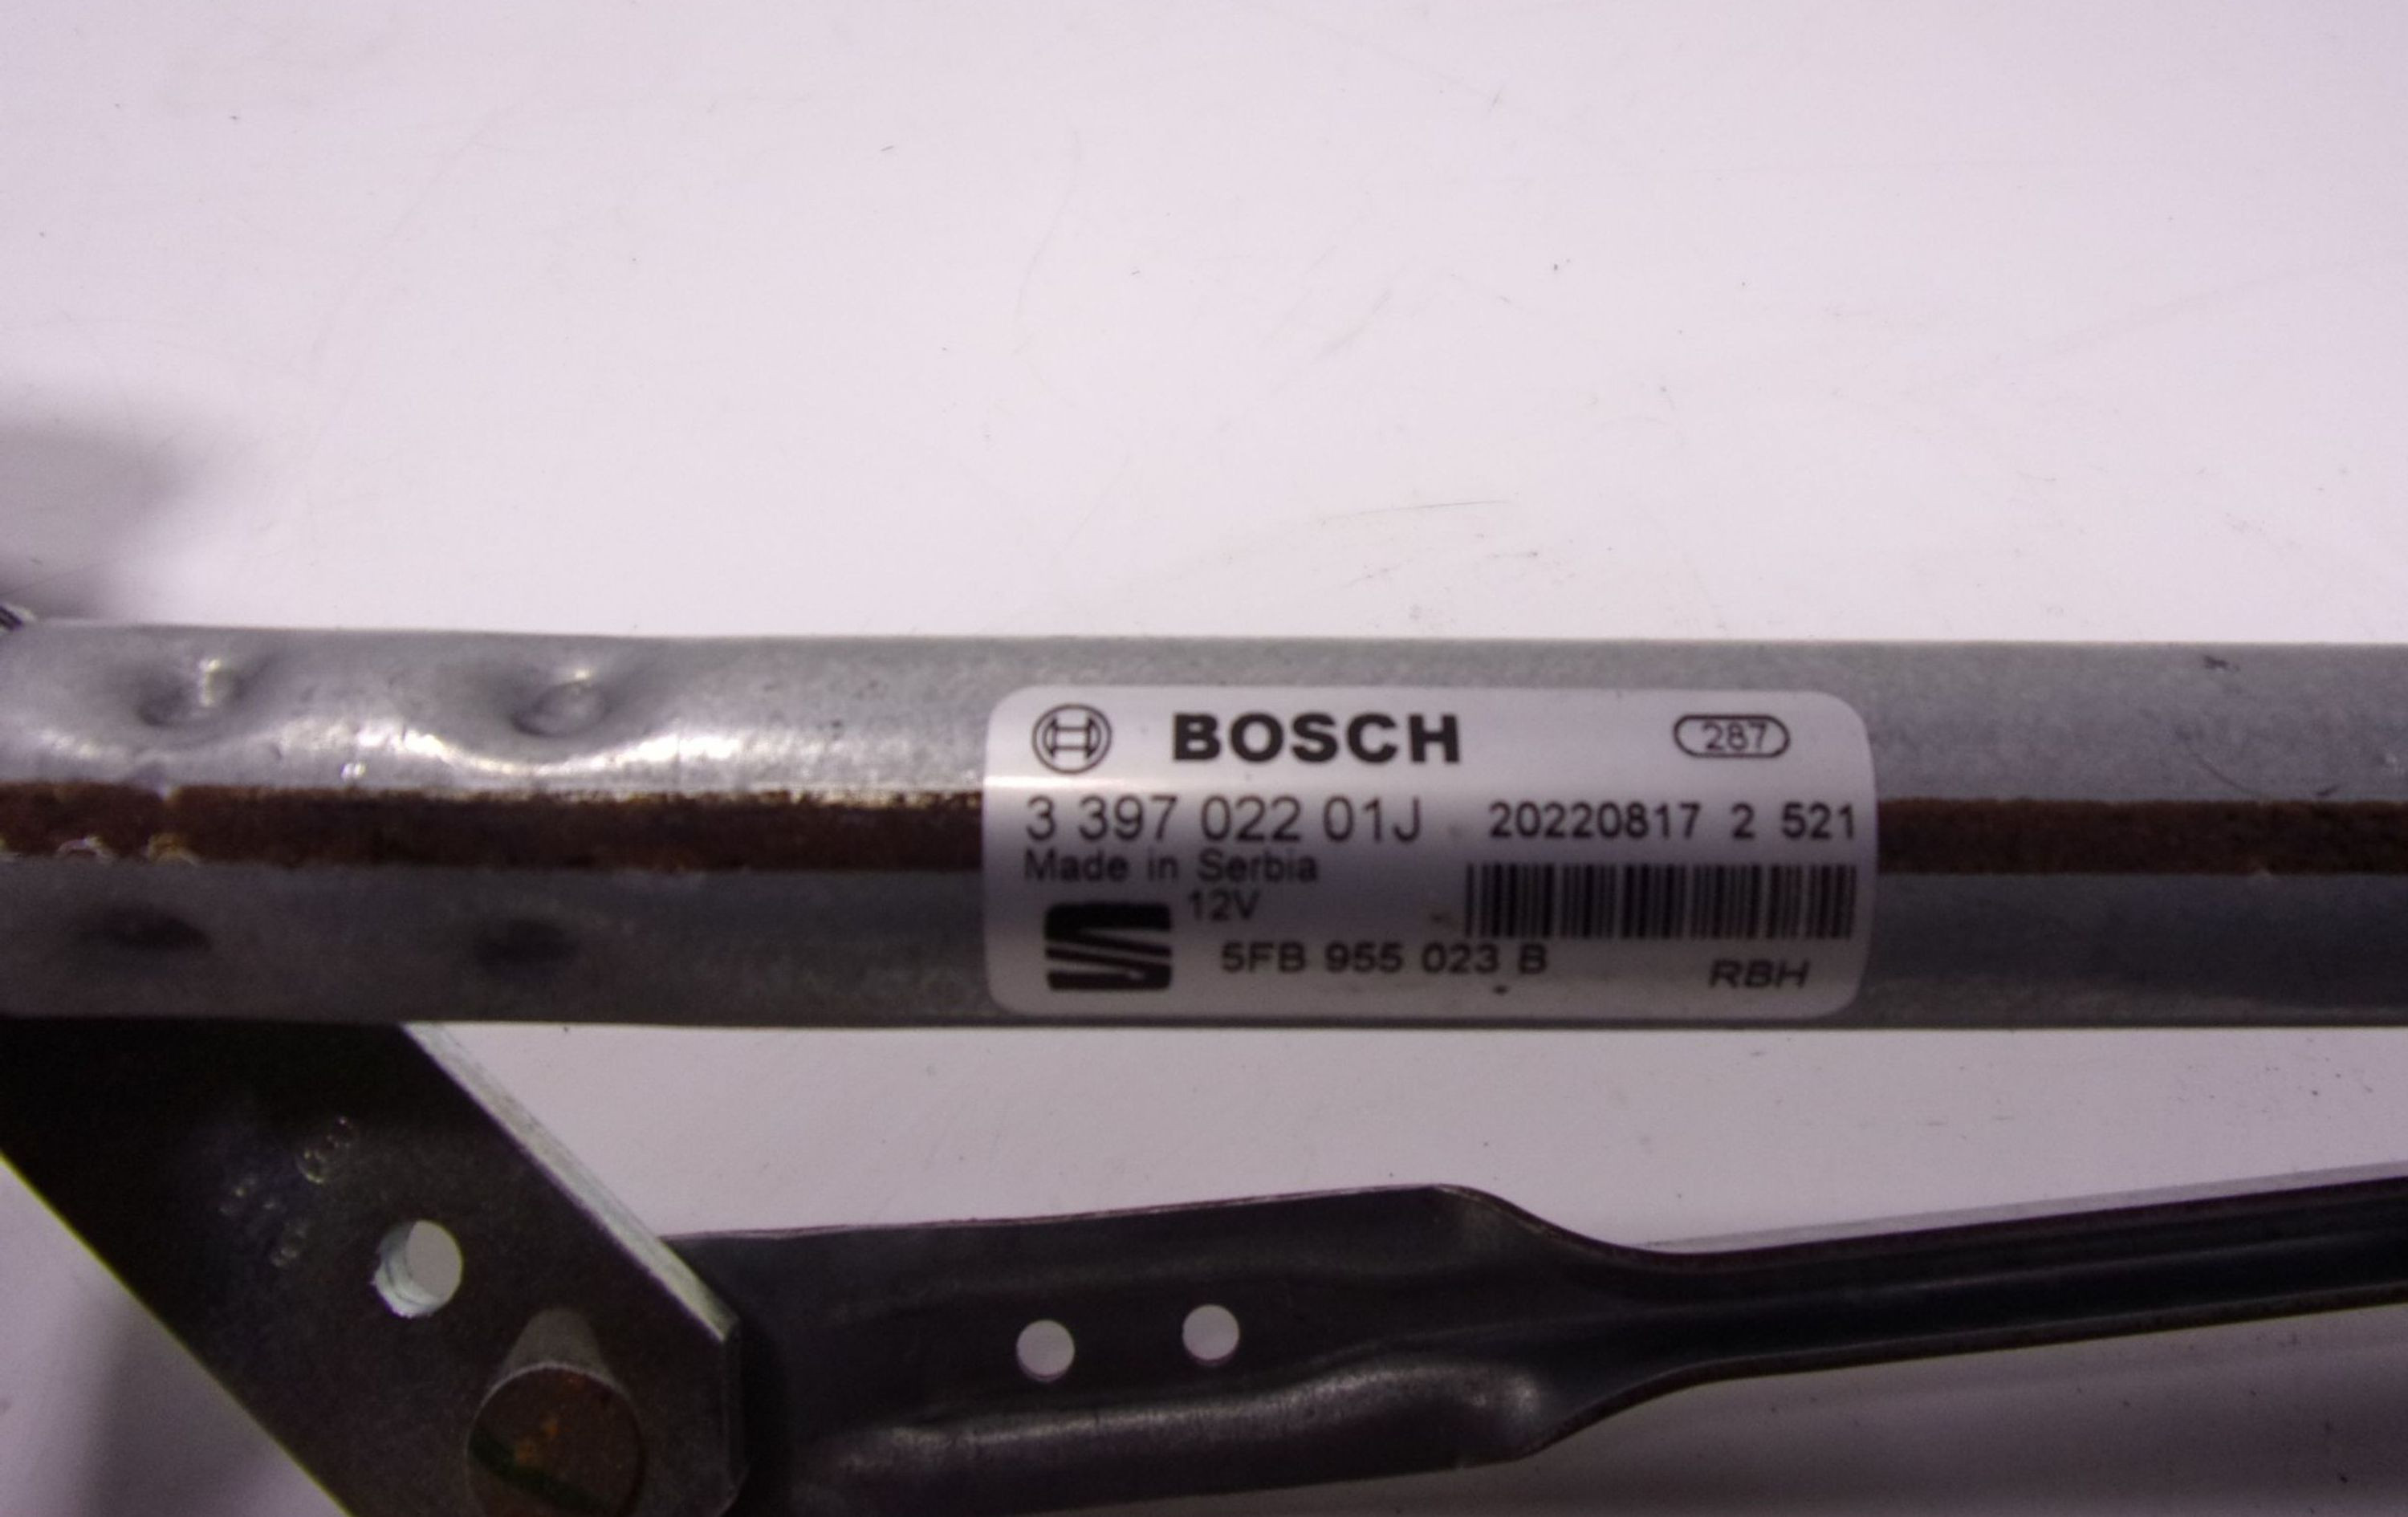 BOSCH 287
3 397 022 01J 20220817 2 521
Made in Serbia
12V
5FB 955 023 B RBH